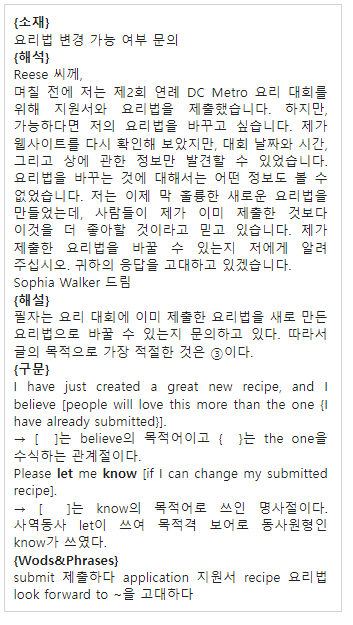 {소재}
요리법 변경 가능 여부 문의
{해석}
Reese 씨께,
며칠 전에 저는 제2회 연례 DC Metro 요리 대회를
위해 지원서와 요리법을 제출했습니다. 하지만,
가능하다면 저의 요리법을 바꾸고 싶습니다. 제가
웹사이트를 다시 확인해 보았지만, 대회 날짜와 시간,
그리고 상에 관한 정보만 발견할 수 있었습니다.
요리법을 바꾸는 것에 대해서는 어떤 정보도 볼 수
없었습니다. 저는 이제 막 훌륭한 새로운 요리법을
만들었는데, 사람들이 제가 이미 제출한 것보다
이것을 더 좋아할 것이라고 믿고 있습니다. 제가
제출한 요리법을 바꿀 수 있는지 저에게 알려
주십시오. 귀하의 응답을 고대하고 있겠습니다.
Sophia Walker 드림
{해설}
필자는 요리 대회에 이미 제출한 요리법을 새로 만든
요리법으로 바꿀 수 있는지 문의하고 있다. 따라서
글의 목적으로 가장 적절한 것은 ③이다.
{구문}
I have just created a great new recipe, and I
believe [people will love this more than the one {I
have already submitted}].
→ [ ]는 believe의 목적어이고 { }는 the one을
수식하는 관계절이다.
Please let me know [if I can change my submitted
recipe].
→ [ ]는 know의 목적어로 쓰인 명사절이다.
사역동사 let이 쓰여 목적격 보어로 동사원형인
know가 쓰였다.
{Wods&Phrases}
submit 제출하다 application 지원서 recipe 요리법
look forward to ~을 고대하다